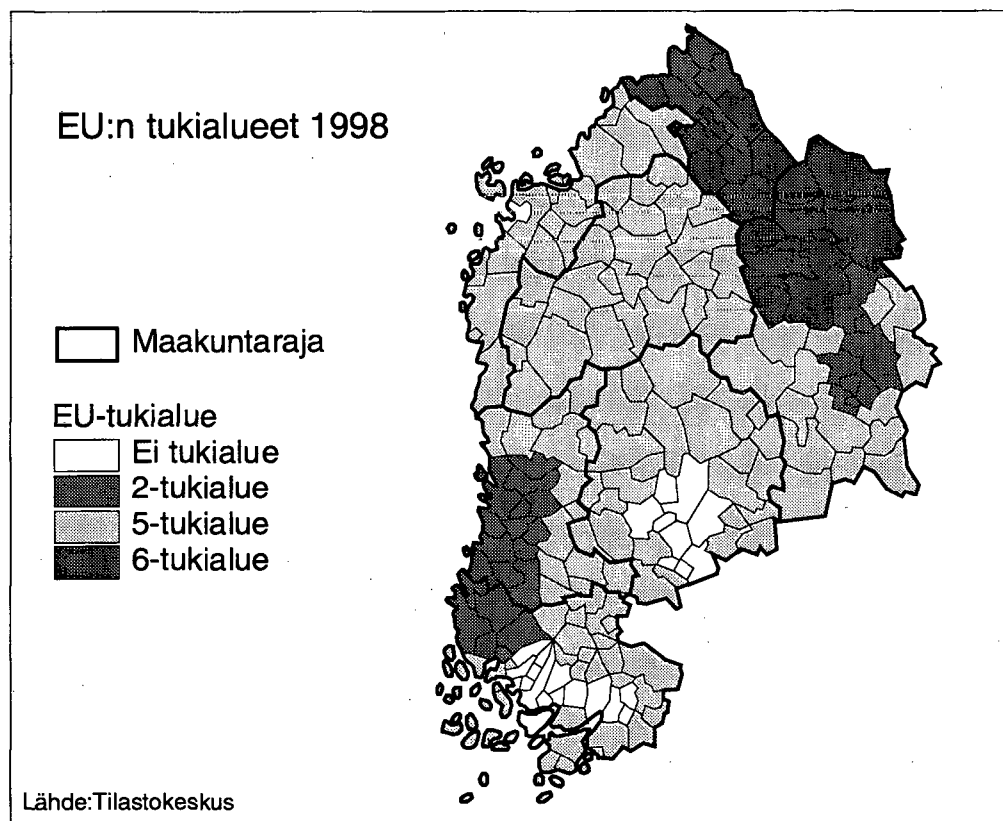 EU:n tukialueet 1998
Maakuntaraja
EU-tukialue
Ei tukialue
2-tukialue
5-tukialue
6-tukialue
Lähde:Tilastokeskus